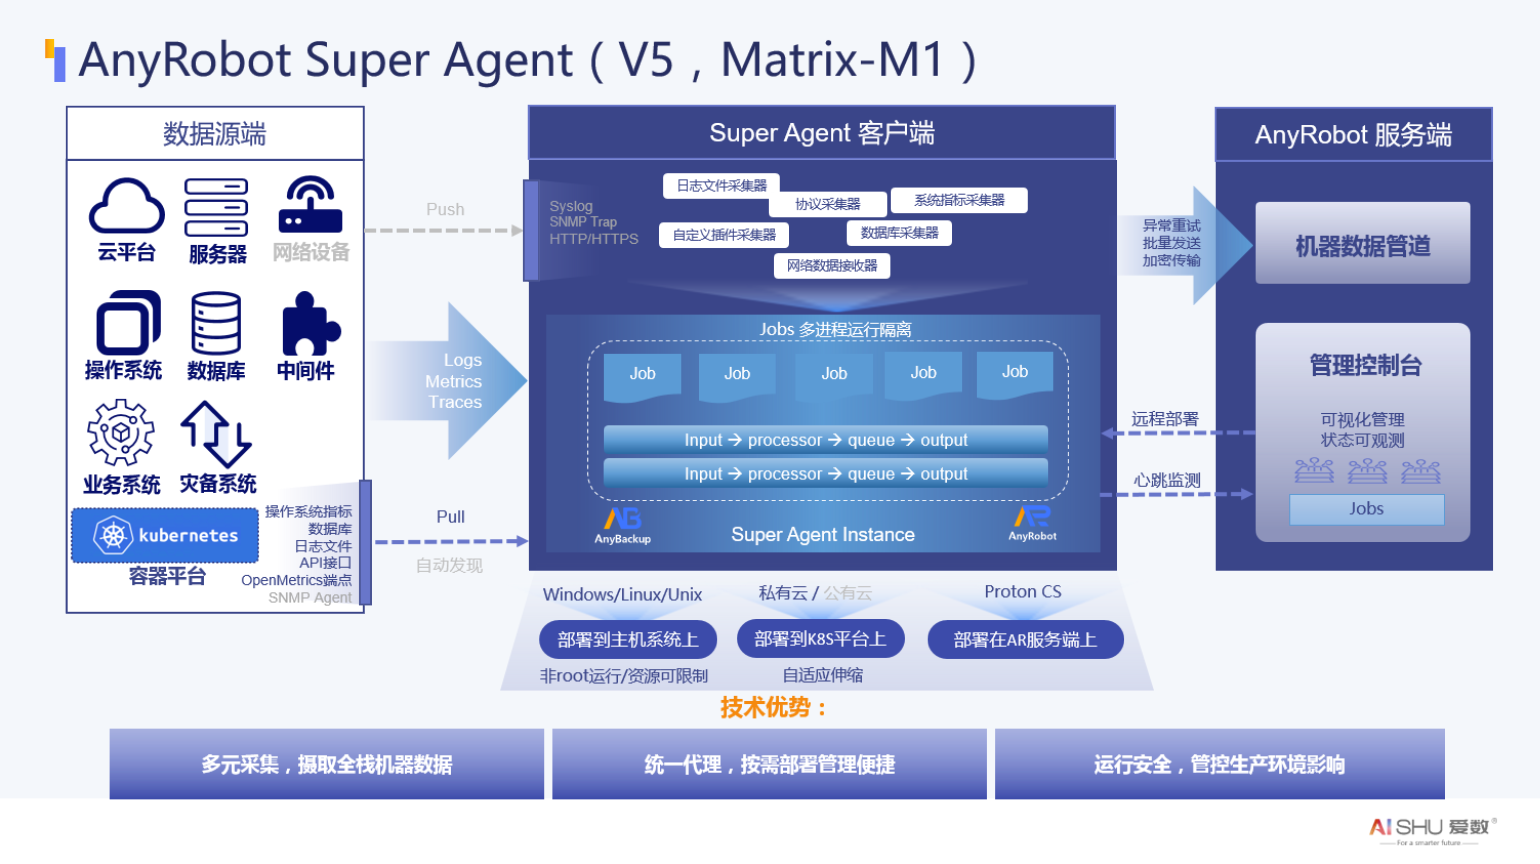 AnyRobot Super Agent（V5，Matrix-M1）
数据源端
云平台
服务器
网络设备
操作系统
数据库
中间件
业务系统
灾备系统
kubernetes
容器平台
操作系统指标
数据库
日志文件
API接口
OpenMetrics端点
SNMP Agent
Push
Logs
Metrics
Traces
Pull
自动发现
Super Agent 客户端
Syslog
SNMP Trap
HTTP/HTTPS
日志文件采集器
协议采集器
系统指标采集器
自定义插件采集器
数据库采集器
网络数据接收器
Jobs 多进程运行隔离
Job
Job
Job
Job
Job
Input → processor → queue → output
Input → processor → queue → output
AnyBackup
Super Agent Instance
AnyRobot
Windows/Linux/Unix
部署到主机系统上
非root运行/资源可限制
私有云 / 公有云
部署到K8S平台上
自适应伸缩
Proton CS
部署在AR服务端上
异常重试
批量发送
加密传输
远程部署
心跳监测
AnyRobot 服务端
机器数据管道
管理控制台
可视化管理
状态可观测
Jobs
技术优势：
多元采集，摄取全栈机器数据
统一代理，按需部署管理便捷
运行安全，管控生产环境影响
AISHU 爱数®
For a smarter future